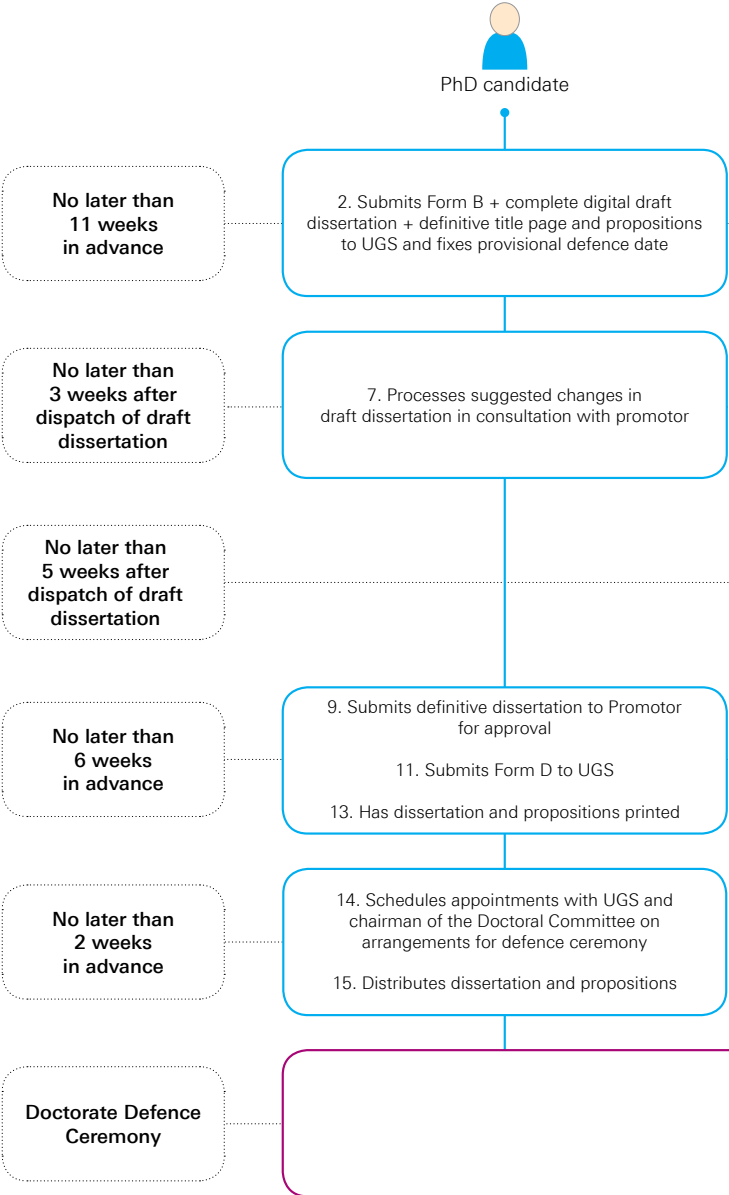 PhD candidate
No later than
11 weeks
in advance
2. Submits Form B + complete digital draft
dissertation + definitive title page and propositions
to UGS and fixes provisional defence date
No later than
3 weeks after
dispatch of draft
dissertation
7. Processes suggested changes in
draft dissertation in consultation with promotor
No later than
5 weeks after
dispatch of draft
dissertation
No later than
6 weeks
in advance
9. Submits definitive dissertation to Promotor
for approval
11. Submits Form D to UGS
13. Has dissertation and propositions printed
No later than
2 weeks
in advance
14. Schedules appointments with UGS and
chairman of the Doctoral Committee on
arrangements for defence ceremony
15. Distributes dissertation and propositions
Doctorate Defence
Ceremony